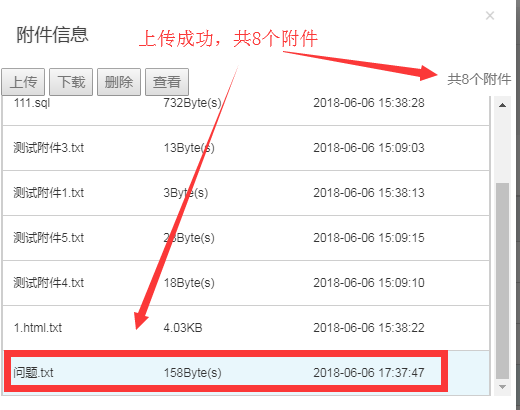 附件信息
上传成功，共8个附件
共8个附件
上传 下载 删除 查看
111.sql 732Byte(s) 2018-06-06 15:38:28
测试附件3.txt 13Byte(s) 2018-06-06 15:09:03
测试附件1.txt 3Byte(s) 2018-06-06 15:38:13
测试附件5.txt 23Byte(s) 2018-06-06 15:09:15
测试附件4.txt 18Byte(s) 2018-06-06 15:09:10
1.html.txt 4.03KB 2018-06-06 15:38:22
问题.txt 158Byte(s) 2018-06-06 17:37:47